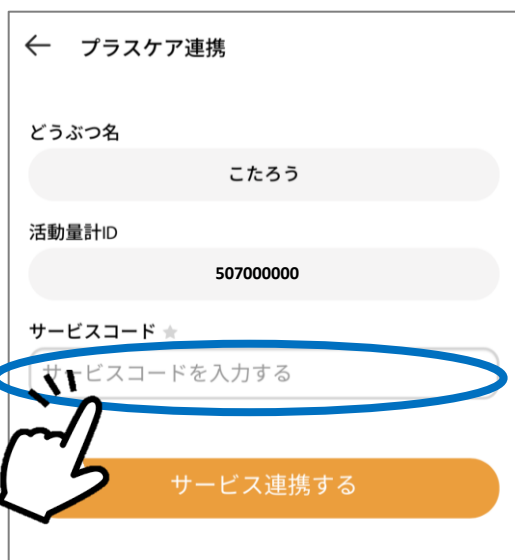 ← プラスケア連携
どうぶつ名
こたろう
活動量計ID
507000000
サービスコード ★
サービスコードを入力する
サービス連携する